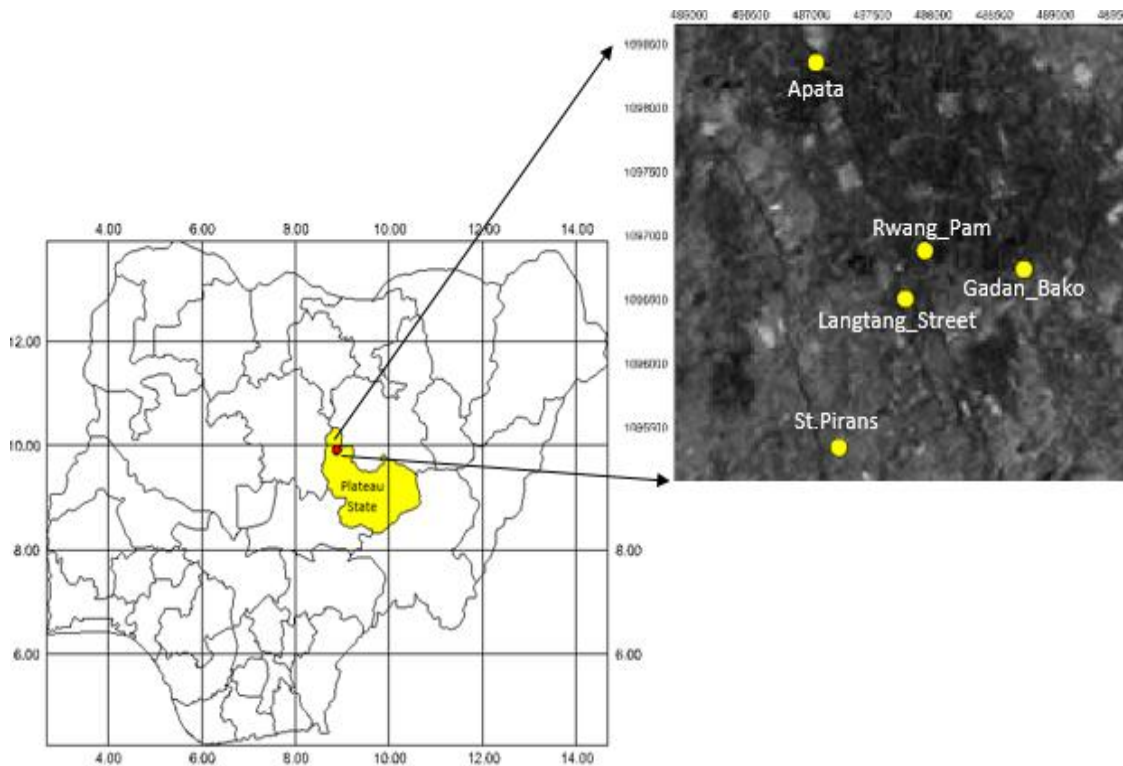 486000 486500 487000 487500 488000 488500 489000
1098500
Apata
1098000
1097500
1097000
Rwang_Pam
Gadan_Bako
1096500
Langtang_Street
1096000
St.Pirans
1095500
4.00 6.00 8.00 10.00 12.00 14.00
12.00
10.00
Plateau
State
8.00 8.00
6.00 6.00
4.00 6.00 8.00 10.00 12.00 14.00